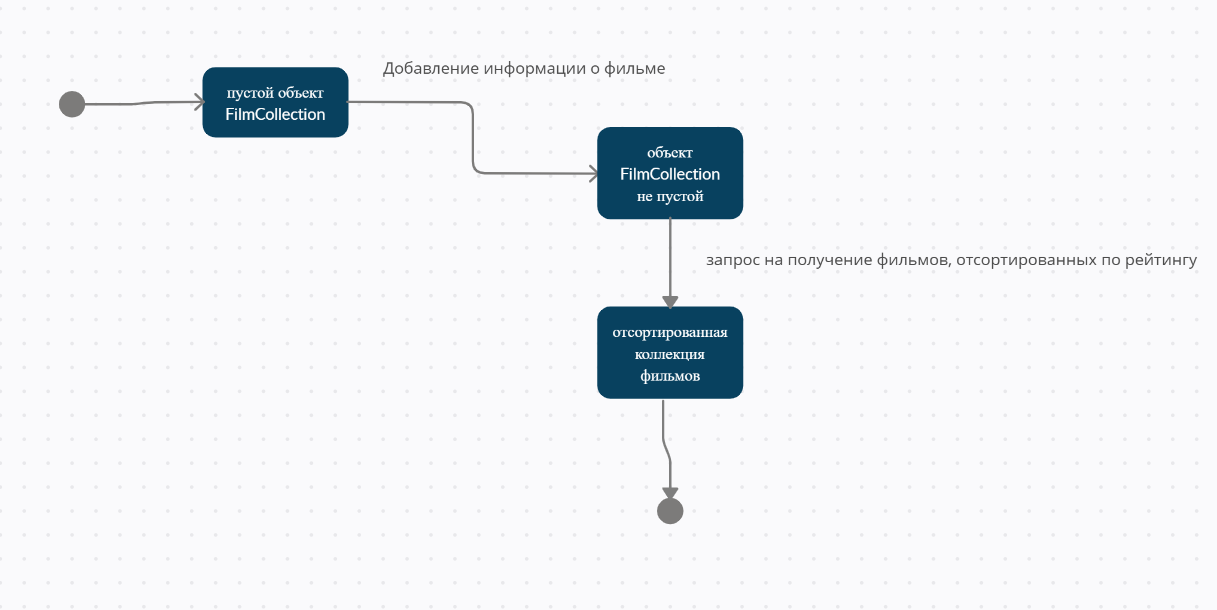 Добавление информации о фильме
пустой объект
FilmCollection
объект
FilmCollection
не пустой
запрос на получение фильмов, отсортированных по рейтингу
отсортированная
коллекция
фильмов